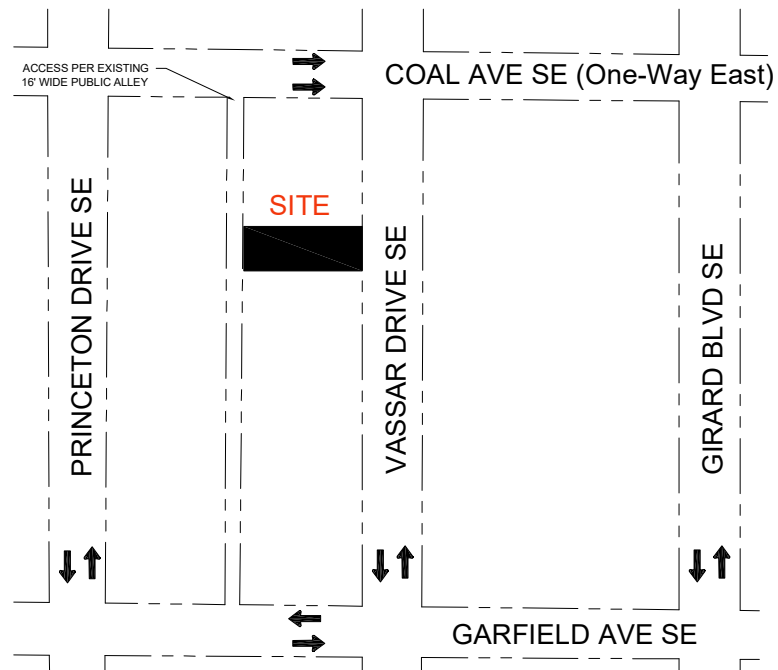 ACCESS PER EXISTING
16' WIDE PUBLIC ALLEY
COAL AVE SE (One-Way East)
SITE
PRINCETON DRIVE SE
VASSAR DRIVE SE
GIRARD BLVD SE
GARFIELD AVE SE